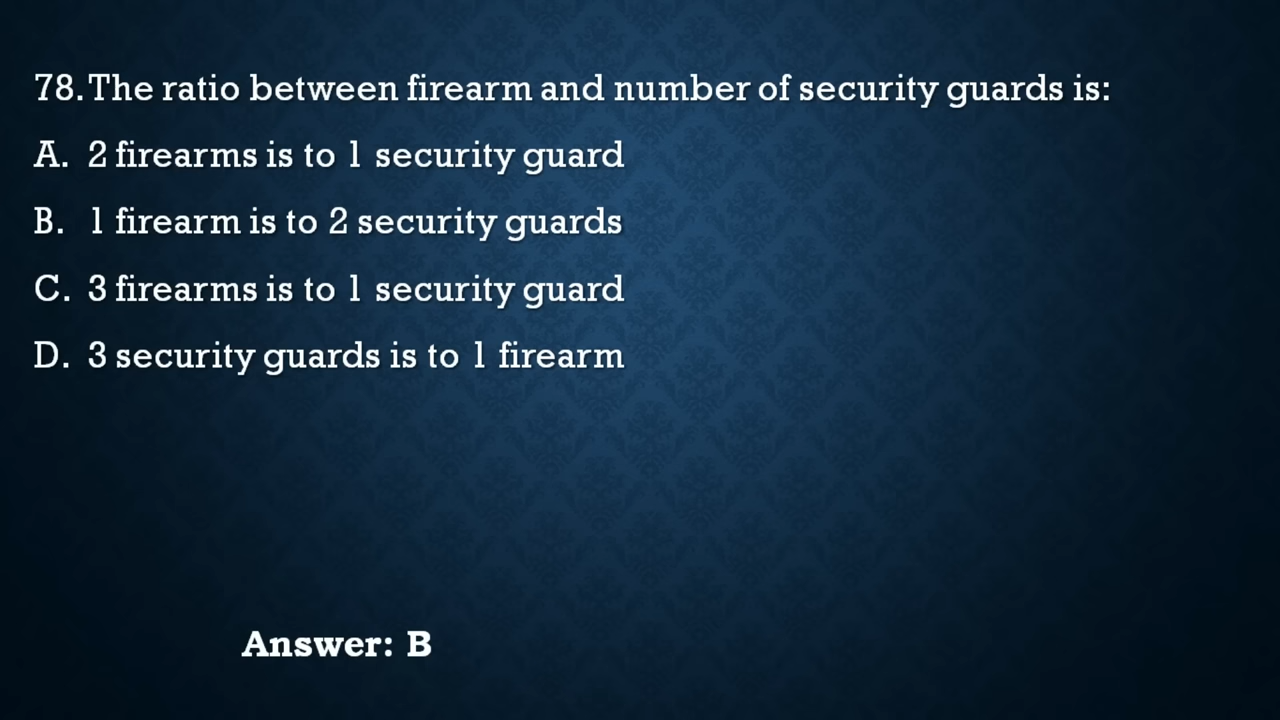 78. The ratio between firearm and number of security guards is:
A. 2 firearms is to 1 security guard
B. 1 firearm is to 2 security guards
C. 3 firearms is to 1 security guard
D. 3 security guards is to 1 firearm
Answer: B